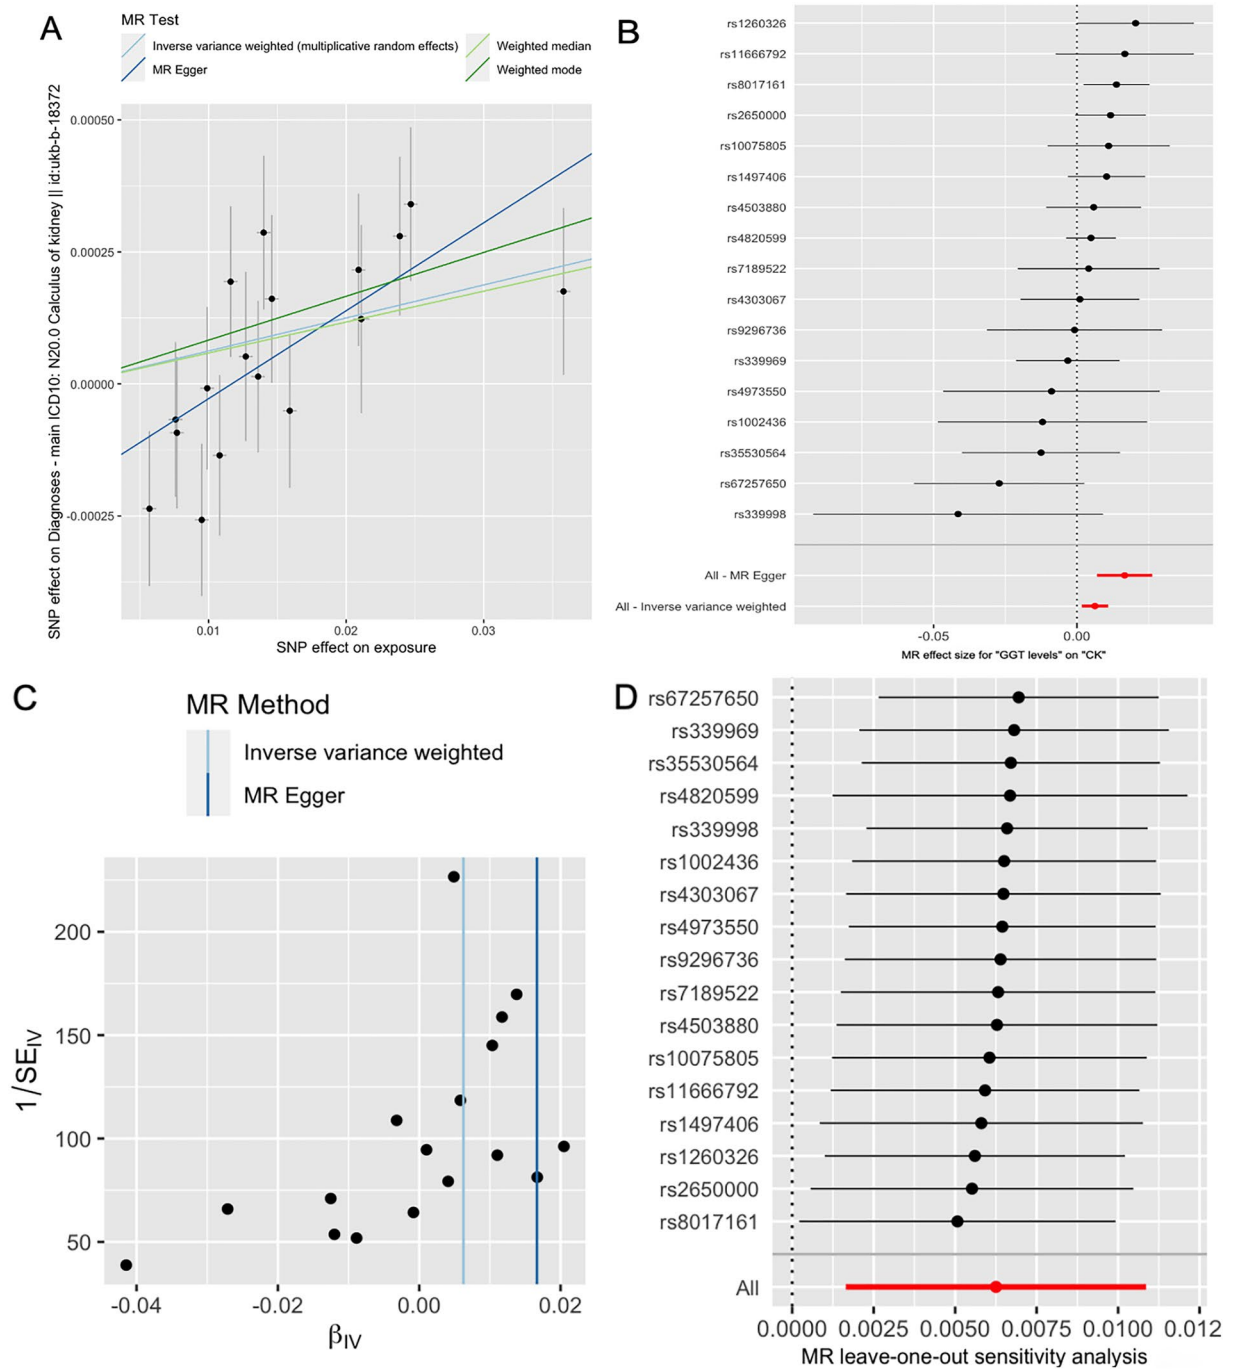 A
MR Test
Inverse variance weighted (multiplicative random effects)
Weighted median
MR Egger
Weighted mode
SNP effect on Diagnoses - main ICD10: N20.0 Calculus of kidney || id:ukb-b-18372
0.00050
0.00025
0.00000
-0.00025
0.01
0.02
0.03
SNP effect on exposure
B
rs1260326
rs11666792
rs8017161
rs2650000
rs10075805
rs1497406
rs4503880
rs4820599
rs7189522
rs4303067
rs9296736
rs339969
rs4973550
rs1002436
rs35530564
rs67257650
rs339998
All - MR Egger
All - Inverse variance weighted
-0.05
0.00
MR effect size for "GGT levels" on "CK"
C
MR Method
Inverse variance weighted
MR Egger
1/SEIV
200
150
100
50
-0.04
-0.02
0.00
0.02
βIV
D
rs67257650
rs339969
rs35530564
rs4820599
rs339998
rs1002436
rs4303067
rs4973550
rs9296736
rs7189522
rs4503880
rs10075805
rs11666792
rs1497406
rs1260326
rs2650000
rs8017161
All
0.0000
0.0025
0.0050
0.0075
0.0100
0.012
MR leave-one-out sensitivity analysis